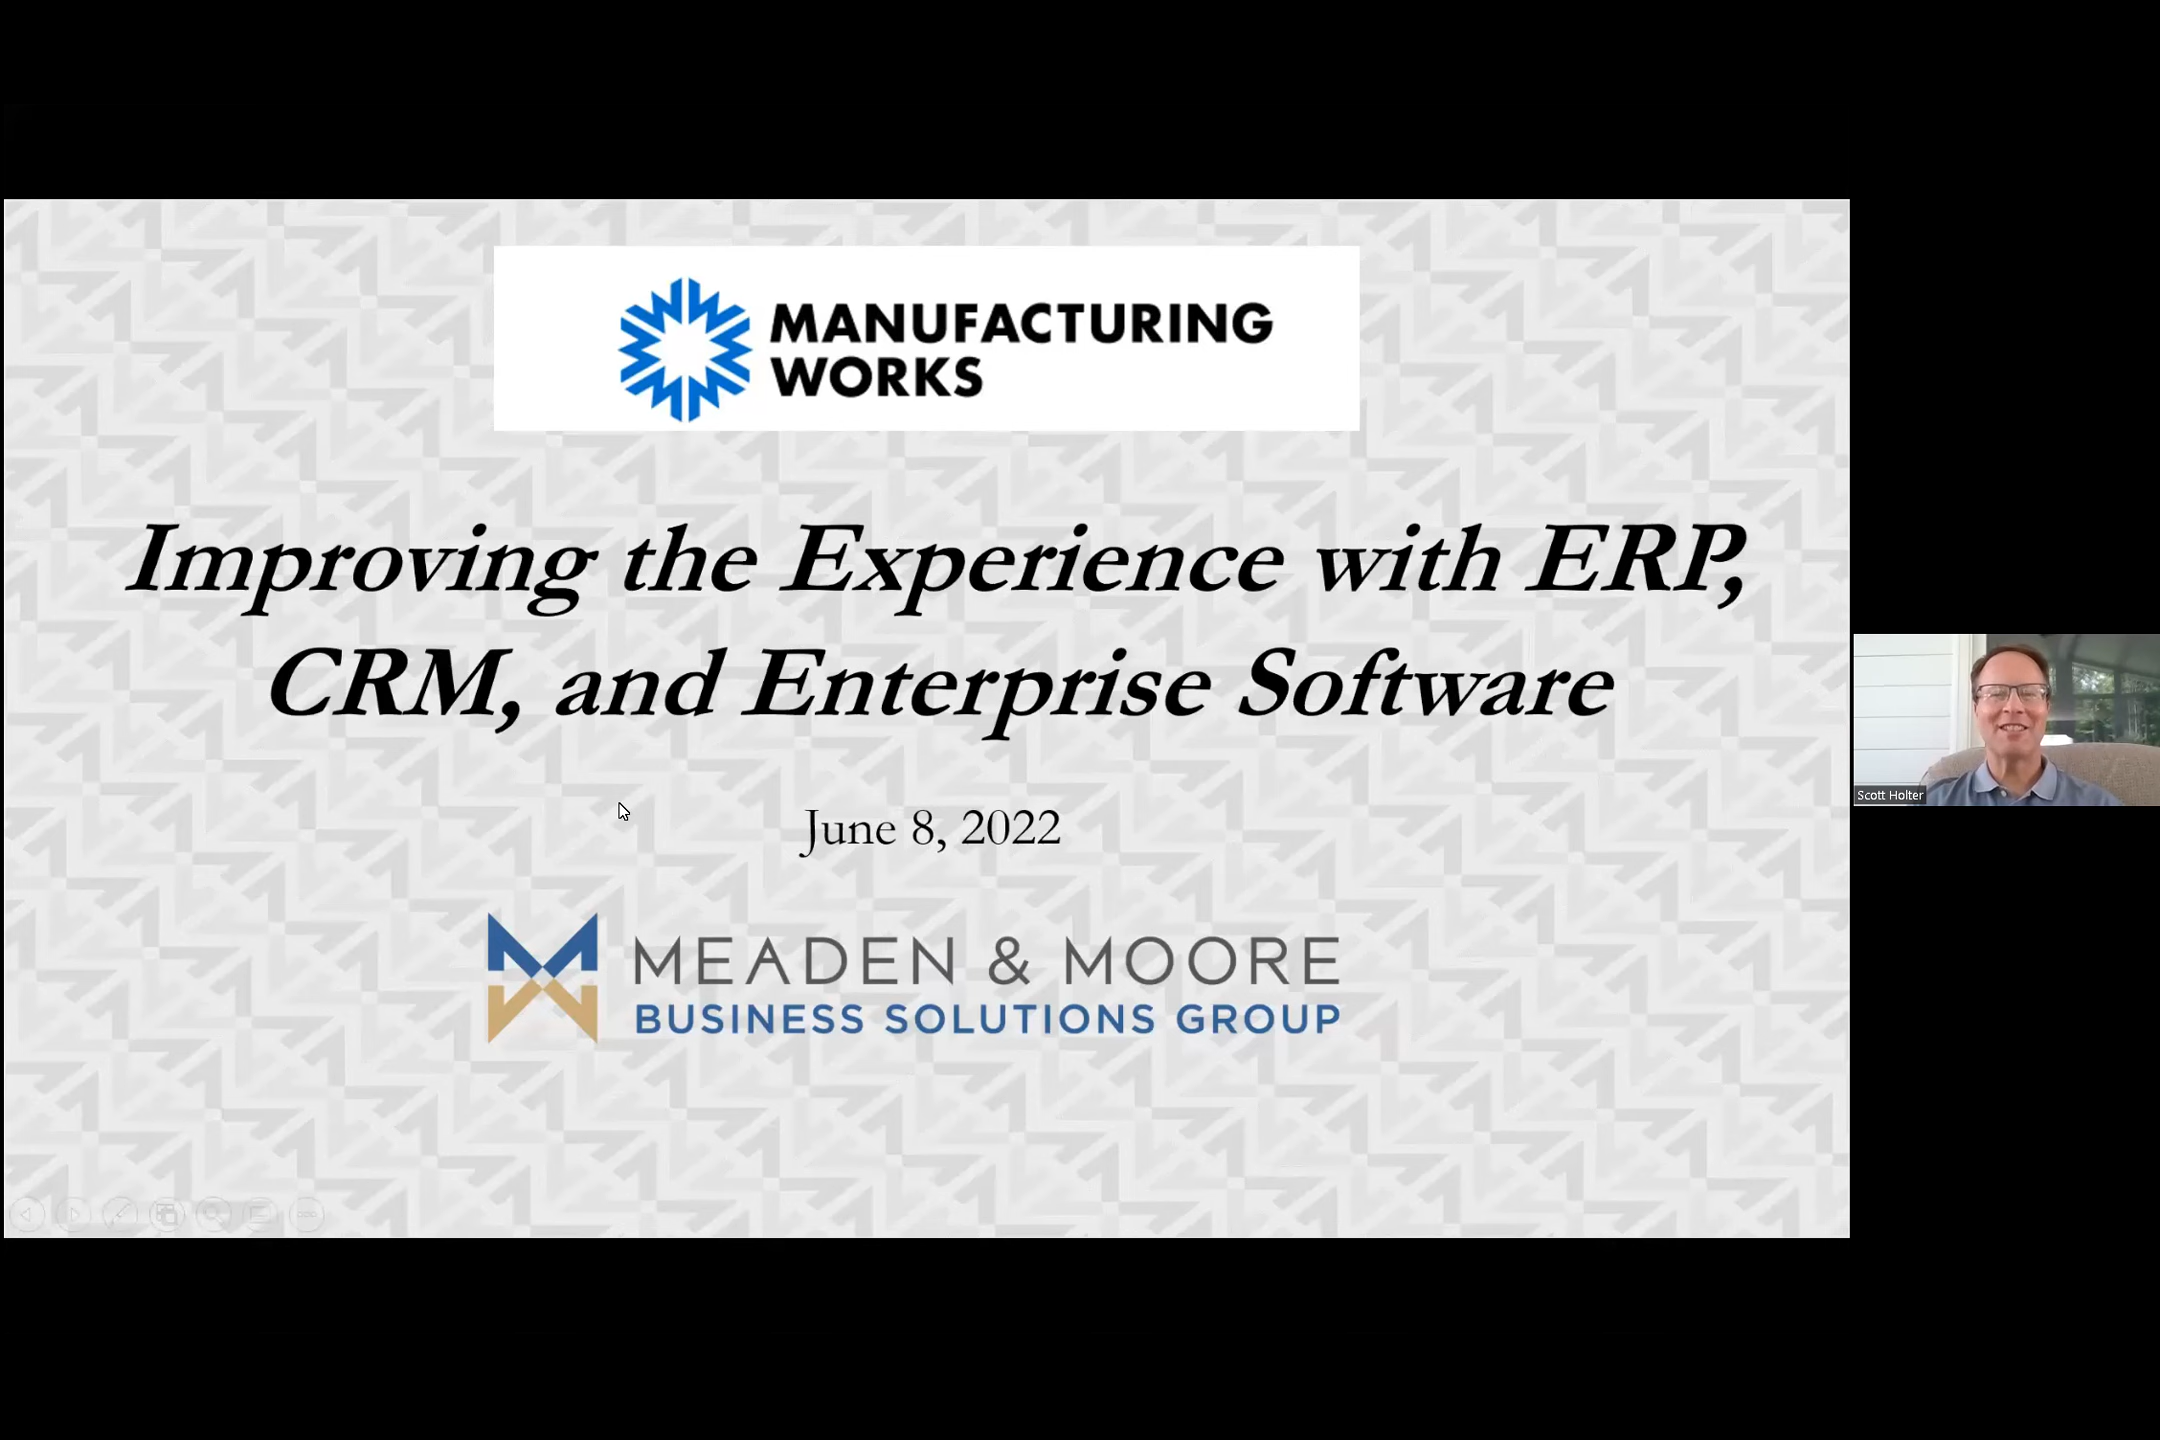 MANUFACTURING
WORKS
Improving the Experience with ERP,
CRM, and Enterprise Software
June 8, 2022
MEADEN & MOORE
BUSINESS SOLUTIONS GROUP
Scott Holter